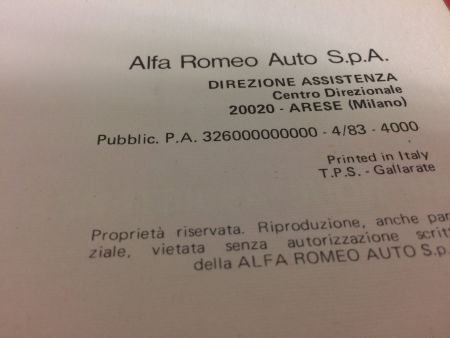 Alfa Romeo Auto S.p.A.
DIREZIONE ASSISTENZA
Centro Direzionale
20020 - ARESE (Milano)
Pubblic. P.A. 326000000000 - 4/83 - 4000
Printed in Italy
T.P.S. - Gallarate
Proprietà riservata. Riproduzione, anche par
ziale, vietata senza autorizzazione scritt
della ALFA ROMEO AUTO S.p.